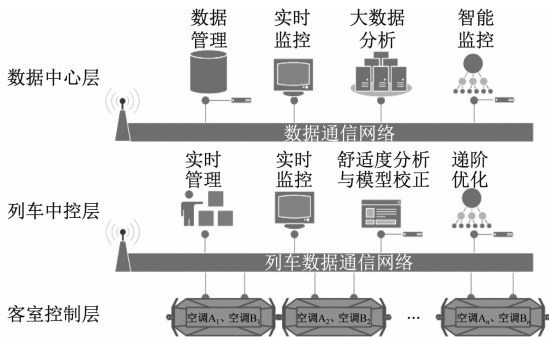 数据
管理
实时
监控
大数据
分析
智能
监控
数据中心层
数据通信网络
实时
管理
实时
监控
舒适度分析
与模型校正
递阶
优化
列车中控层
列车数据通信网络
客室控制层
空调A₁、空调B₁
空调A₂、空调B₂
...
空调Aₙ、空调Bₙ